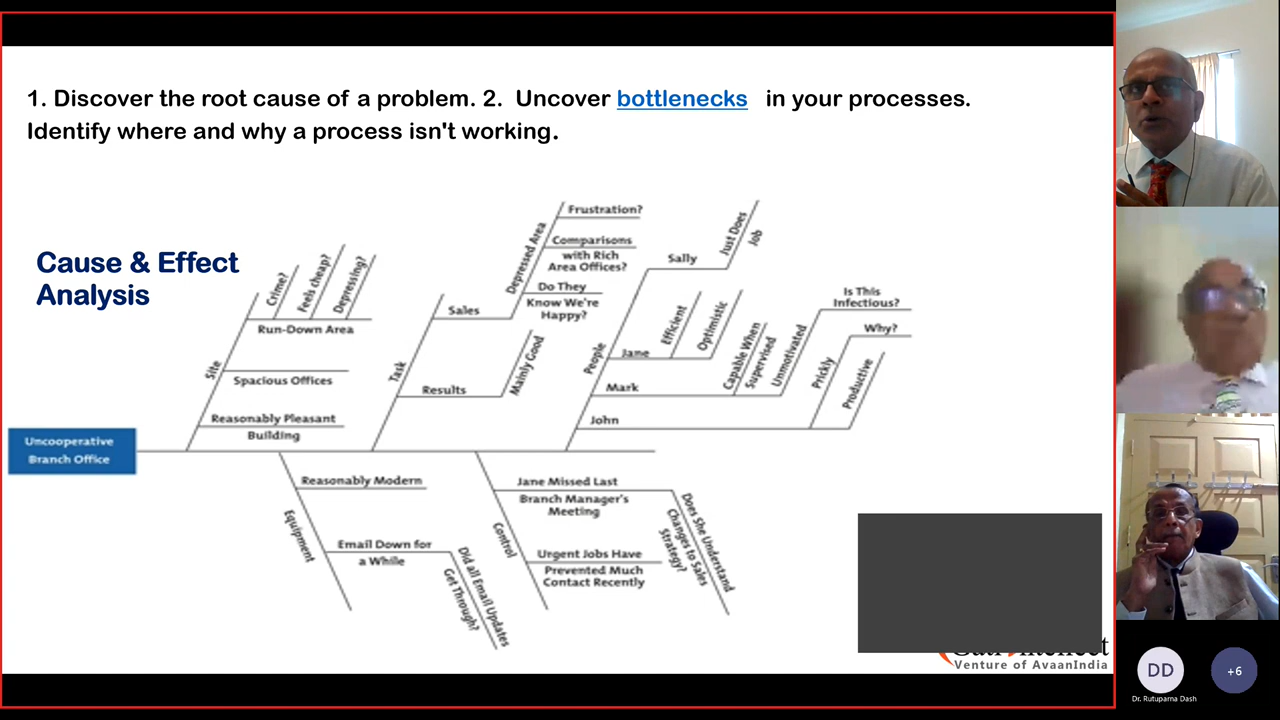 1. Discover the root cause of a problem. 2. Uncover bottlenecks in your processes.
Identify where and why a process isn't working.
Cause & Effect
Analysis
Uncooperative
Branch Office
Site
Crime?
Feels cheap?
Depressing?
Run-Down Area
Spacious Offices
Reasonably Pleasant
Building
Task
Sales
Depressed Area
Frustration?
Comparisons
with Rich
Area Offices?
Do They
Know We're
Happy?
Results
Mainly Good
People
Sally
Just Does
Job
Jane
Efficient
Optimistic
Mark
Capable When
Supervised
Unmotivated
Is This
Infectious?
John
Prickly
Why?
Productive
Equipment
Reasonably Modern
Email Down for
a While
Did all Email Updates
Get Through?
Control
Jane Missed Last
Branch Manager's
Meeting
Does She Understand
Changes to Sales
Strategy?
Urgent Jobs Have
Prevented Much
Contact Recently
Venture of AvaanIndia
DD
Dr. Rutuparna Dash
+6